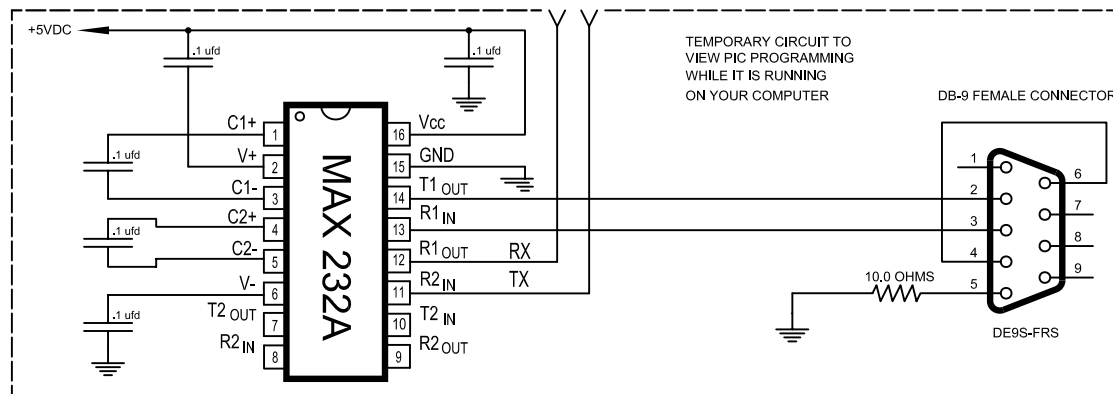 +5VDC
.1 ufd
.1 ufd
TEMPORARY CIRCUIT TO
VIEW PIC PROGRAMMING
WHILE IT IS RUNNING
ON YOUR COMPUTER
DB-9 FEMALE CONNECTOR
MAX 232A
C1+ 1
V+ 2
C1- 3
C2+ 4
C2- 5
V- 6
T2 OUT 7
R2 IN 8
16 Vcc
15 GND
14 T1 OUT
13 R1 IN
12 R1 OUT RX
11 R2 IN TX
10 T2 IN
9 R2 OUT
.1 ufd
.1 ufd
.1 ufd
1
2
3
4
5
6
7
8
9
10.0 OHMS
DE9S-FRS